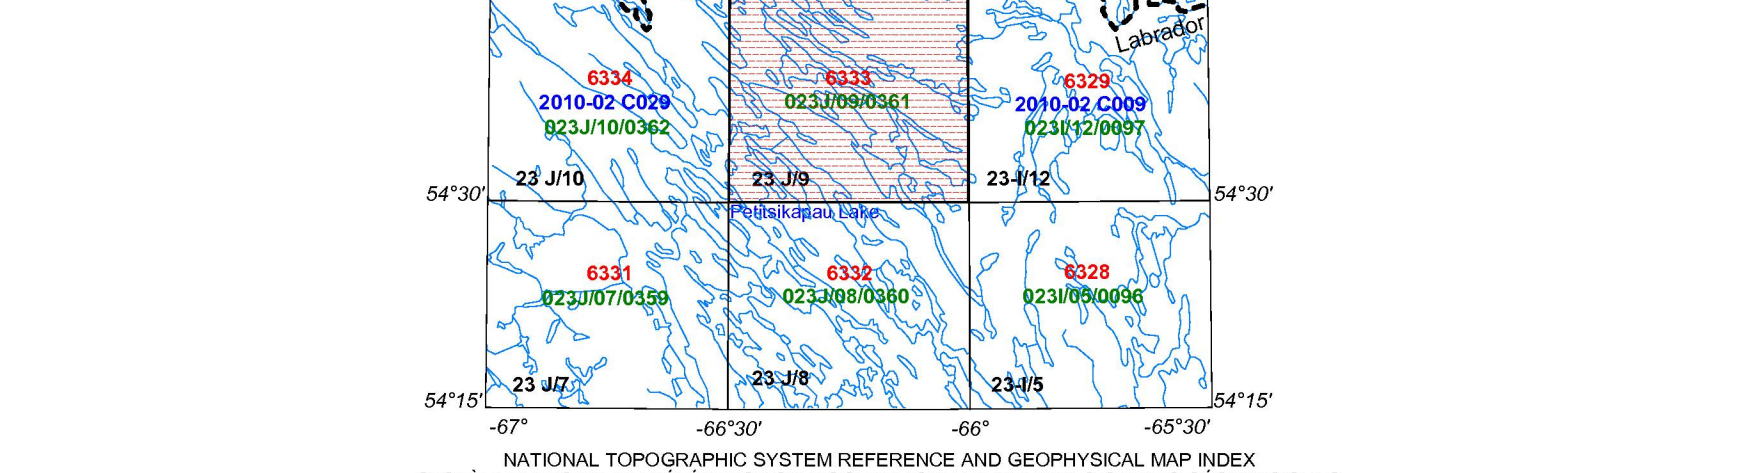 Labrador
6334
6333
6329
2010-02 C029
023J/09/0361
2010-02 C009
023J/10/0362
023I/12/0097
23 J/10
23 J/9
23-I/12
54°30'
54°30'
Petitsikapau Lake
6331
6332
6328
023J/07/0359
023J/08/0360
023I/05/0096
23 J/7
23 J/8
23-I/5
54°15'
54°15'
-67°
-66°30'
-66°
-65°30'
NATIONAL TOPOGRAPHIC SYSTEM REFERENCE AND GEOPHYSICAL MAP INDEX